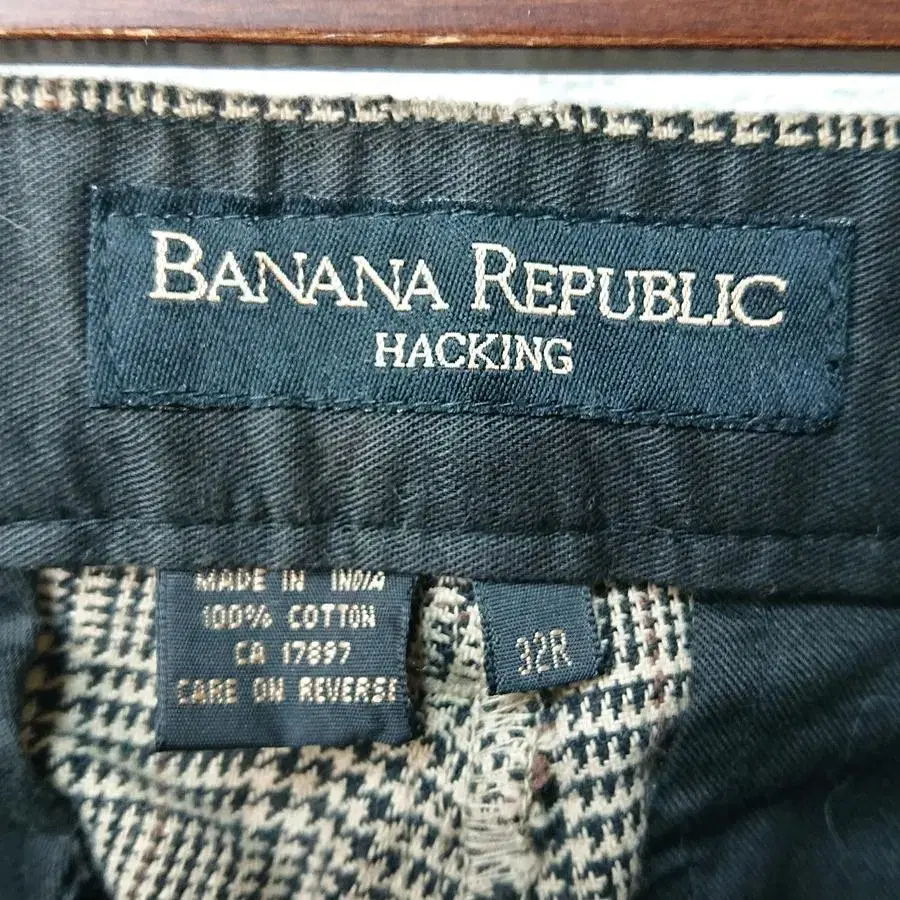 BANANA REPUBLIC
HACKING
MADE IN INDIA
100% COTTON
CA 17897
CARE ON REVERSE
32R